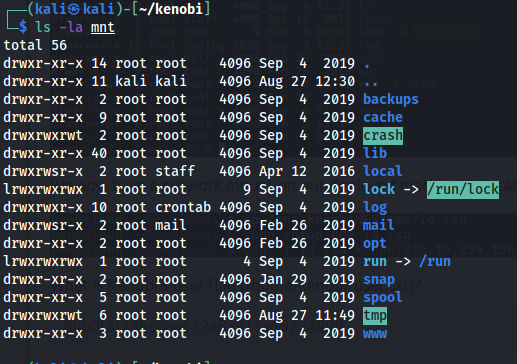 (kali㉿kali)-[~/kenobi]
$ ls -la mnt
total 56
drwxr-xr-x 14 root root 4096 Sep 4 2019 .
drwxr-xr-x 11 kali kali 4096 Aug 27 12:30 ..
drwxr-xr-x 2 root root 4096 Sep 4 2019 backups
drwxr-xr-x 9 root root 4096 Sep 4 2019 cache
drwxrwxrwt 2 root root 4096 Sep 4 2019 crash
drwxr-xr-x 40 root root 4096 Sep 4 2019 lib
drwxrwsr-x 2 root staff 4096 Apr 12 2016 local
lrwxrwxrwx 1 root root 9 Sep 4 2019 lock -> /run/lock
drwxrwxr-x 10 root crontab 4096 Sep 4 2019 log
drwxrwsr-x 2 root mail 4096 Feb 26 2019 mail
drwxr-xr-x 2 root root 4096 Feb 26 2019 opt
lrwxrwxrwx 1 root root 4 Sep 4 2019 run -> /run
drwxr-xr-x 2 root root 4096 Jan 29 2019 snap
drwxr-xr-x 5 root root 4096 Sep 4 2019 spool
drwxrwxrwt 6 root root 4096 Aug 27 11:49 tmp
drwxr-xr-x 3 root root 4096 Sep 4 2019 www